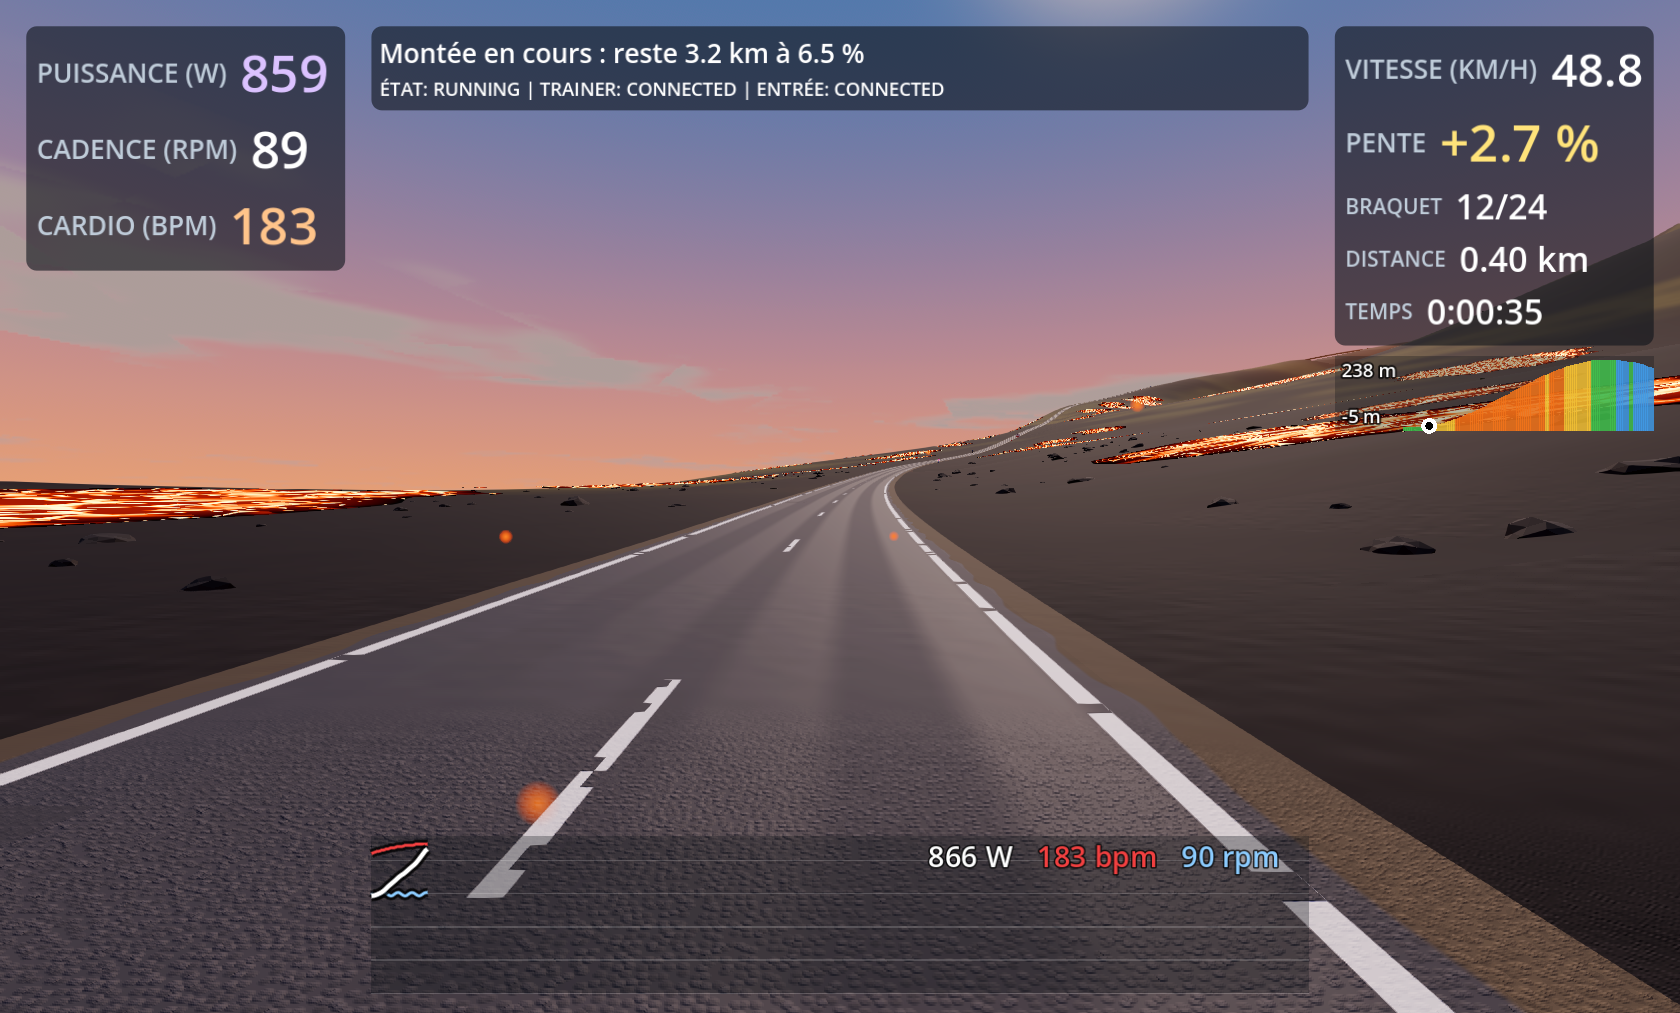 PUISSANCE (W) 859
CADENCE (RPM) 89
CARDIO (BPM) 183
Montée en cours : reste 3.2 km à 6.5 %
ÉTAT: RUNNING | TRAINER: CONNECTED | ENTRÉE: CONNECTED
VITESSE (KM/H) 48.8
PENTE +2.7 %
BRAQUET 12/24
DISTANCE 0.40 km
TEMPS 0:00:35
238 m
-5 m
866 W 183 bpm 90 rpm